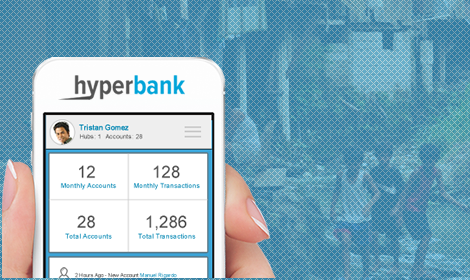 hyperbank
Tristan Gomez
Hubs: 1 Accounts: 28
12
Monthly Accounts
128
Monthly Transactions
28
Total Accounts
1,286
Total Transactions
2 Hours Ago - New Account Manuel Rigardo